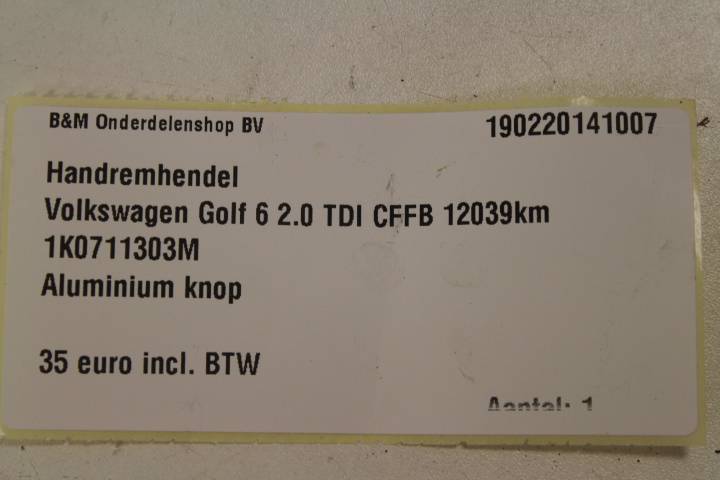 B&M Onderdelenshop BV
190220141007
Handremhendel
Volkswagen Golf 6 2.0 TDI CFFB 12039km
1K0711303M
Aluminium knop
35 euro incl. BTW
Aantal: 1